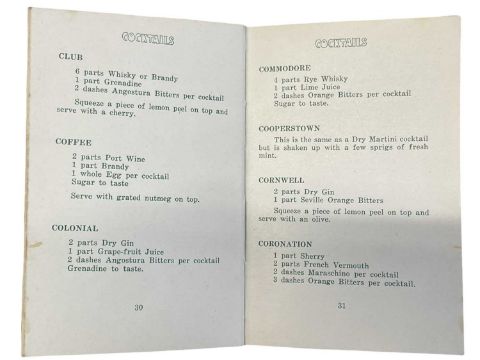 COCKTAILS
CLUB
6 parts Whisky or Brandy
1 part Grenadine
2 dashes Angostura Bitters per cocktail
Squeeze a piece of lemon peel on top and
serve with a cherry.
COFFEE
2 parts Port Wine
1 part Brandy
1 whole Egg per cocktail
Sugar to taste
Serve with grated nutmeg on top.
COLONIAL
2 parts Dry Gin
1 part Grape-fruit Juice
2 dashes Angostura Bitters per cocktail
Grenadine to taste.
30
COCKTAILS
COMMODORE
4 parts Rye Whisky
1 part Lime Juice
2 dashes Orange Bitters per cocktail
Sugar to taste.
COOPERSTOWN
This is the same as a Dry Martini cocktail
but is shaken up with a few sprigs of fresh
mint.
CORNWELL
2 parts Dry Gin
1 part Seville Orange Bitters
Squeeze a piece of lemon peel on top and
serve with an olive.
CORONATION
1 part Sherry
2 parts French Vermouth
2 dashes Maraschino per cocktail
3 dashes Orange Bitters per cocktail.
31